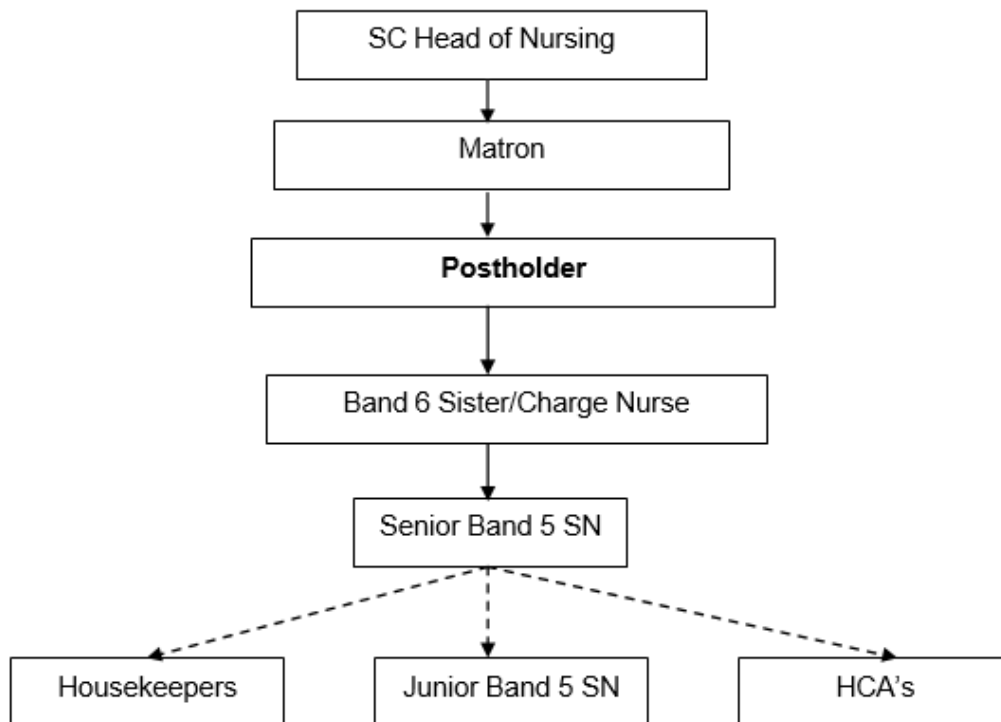 SC Head of Nursing
Matron
Postholder
Band 6 Sister/Charge Nurse
Senior Band 5 SN
Housekeepers
Junior Band 5 SN
HCA’s